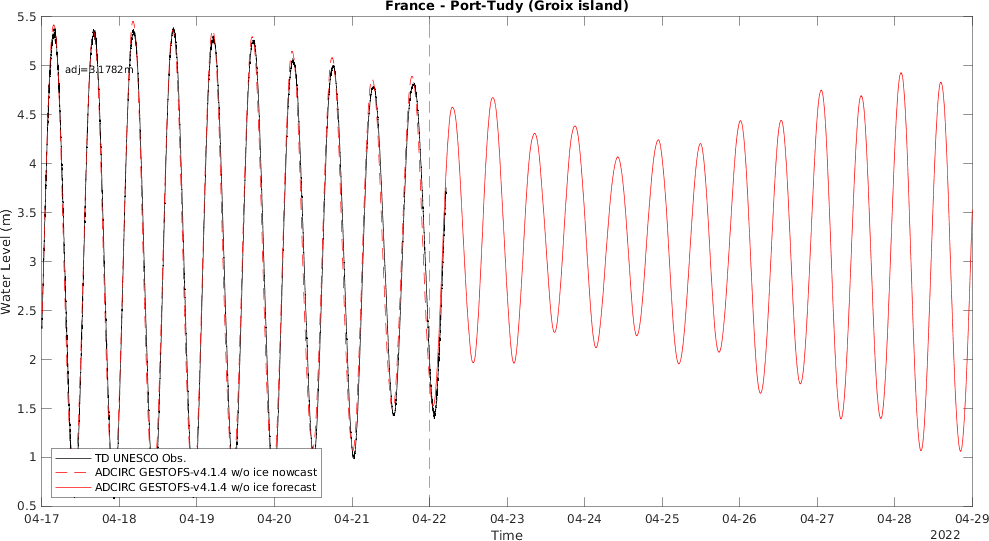 France - Port-Tudy (Groix island)
5.5
5
4.5
4
3.5
3
2.5
2
1.5
1
0.5
Water Level (m)
adj=3.1782m
TD UNESCO Obs.
ADCIRC GESTOFS-v4.1.4 w/o ice nowcast
ADCIRC GESTOFS-v4.1.4 w/o ice forecast
04-17 04-18 04-19 04-20 04-21 04-22 04-23 04-24 04-25 04-26 04-27 04-28 04-29
Time
2022